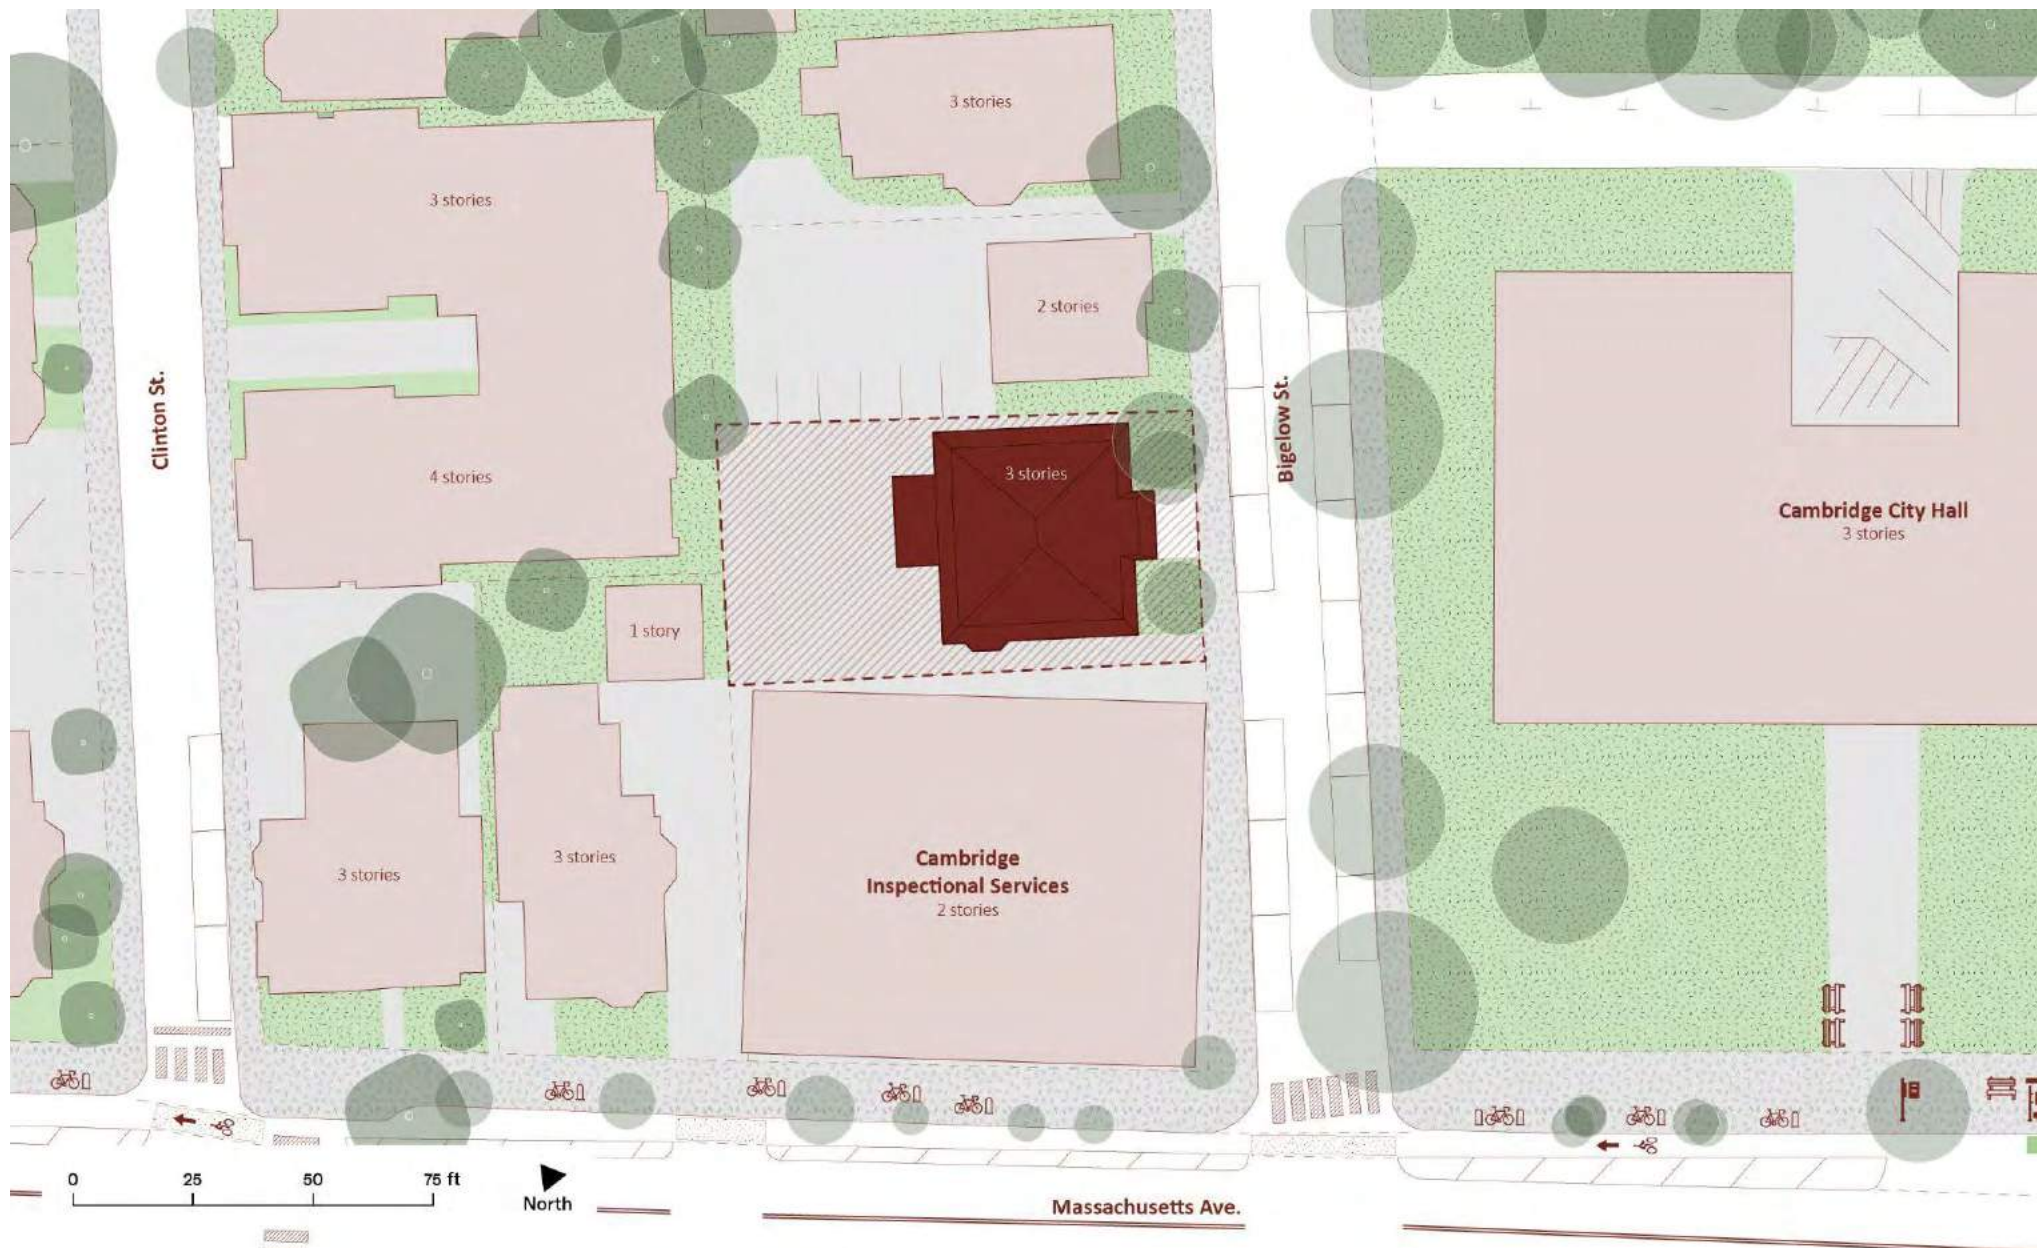 3 stories
3 stories
2 stories
Clinton St.
Bigelow St.
3 stories
4 stories
Cambridge City Hall
3 stories
1 story
3 stories
3 stories
Cambridge
Inspectional Services
2 stories
0 25 50 75 ft
North
Massachusetts Ave.